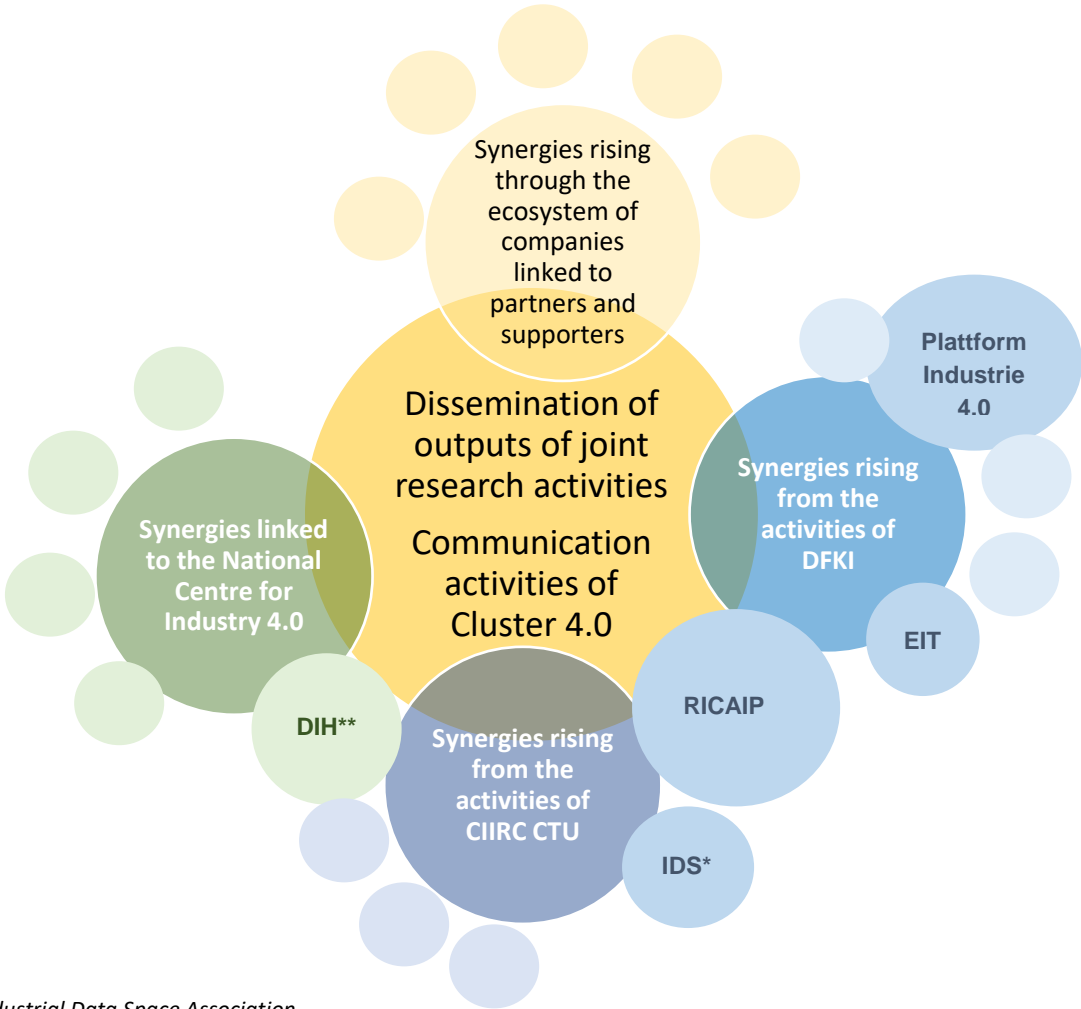 Synergies rising
through the
ecosystem of
companies
linked to
partners and
supporters
Plattform
Industrie
4.0
Dissemination of
outputs of joint
research activities
Communication
activities of
Cluster 4.0
Synergies rising
from the
activities of
DFKI
Synergies linked
to the National
Centre for
Industry 4.0
EIT
RICAIP
DIH**
Synergies rising
from the
activities of
CIIRC CTU
IDS*
Data Space Association